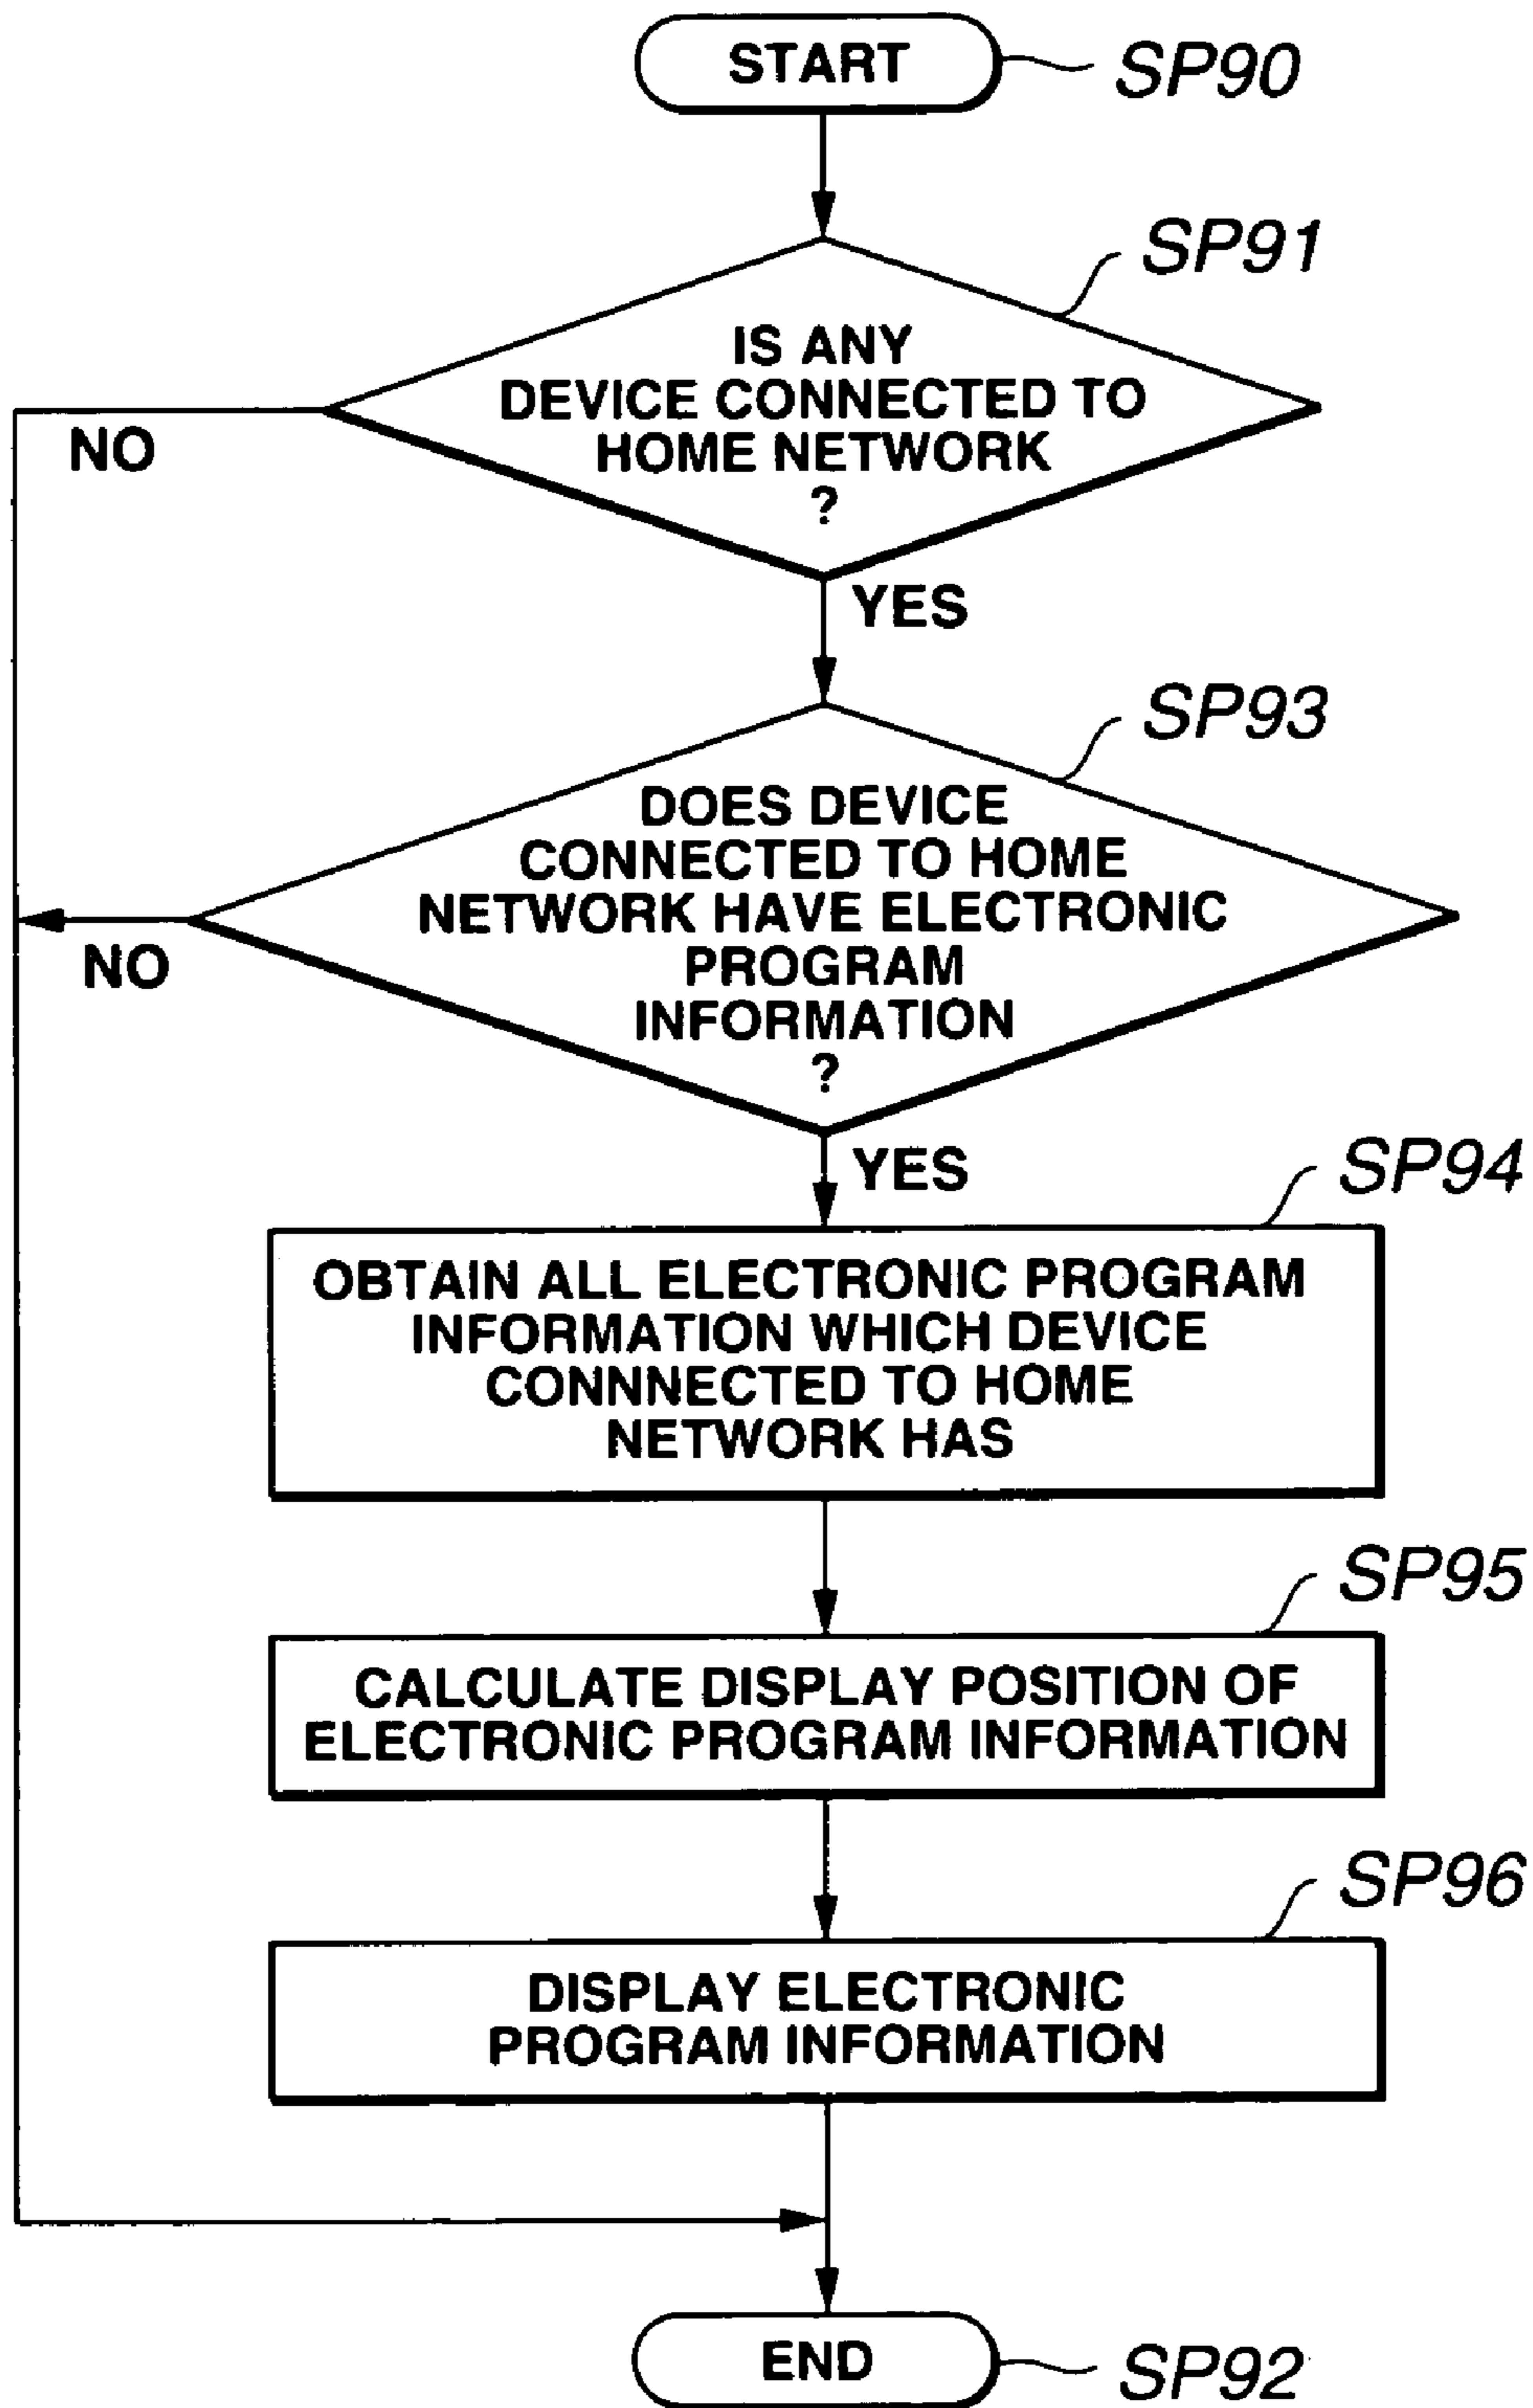 START
SP90
SP91
IS ANY
DEVICE CONNECTED TO
HOME NETWORK
?
NO
YES
SP93
DOES DEVICE
CONNECTED TO HOME
NETWORK HAVE ELECTRONIC
PROGRAM
INFORMATION
?
NO
YES
SP94
OBTAIN ALL ELECTRONIC PROGRAM
INFORMATION WHICH DEVICE
CONNNECTED TO HOME
NETWORK HAS
SP95
CALCULATE DISPLAY POSITION OF
ELECTRONIC PROGRAM INFORMATION
SP96
DISPLAY ELECTRONIC
PROGRAM INFORMATION
END
SP92